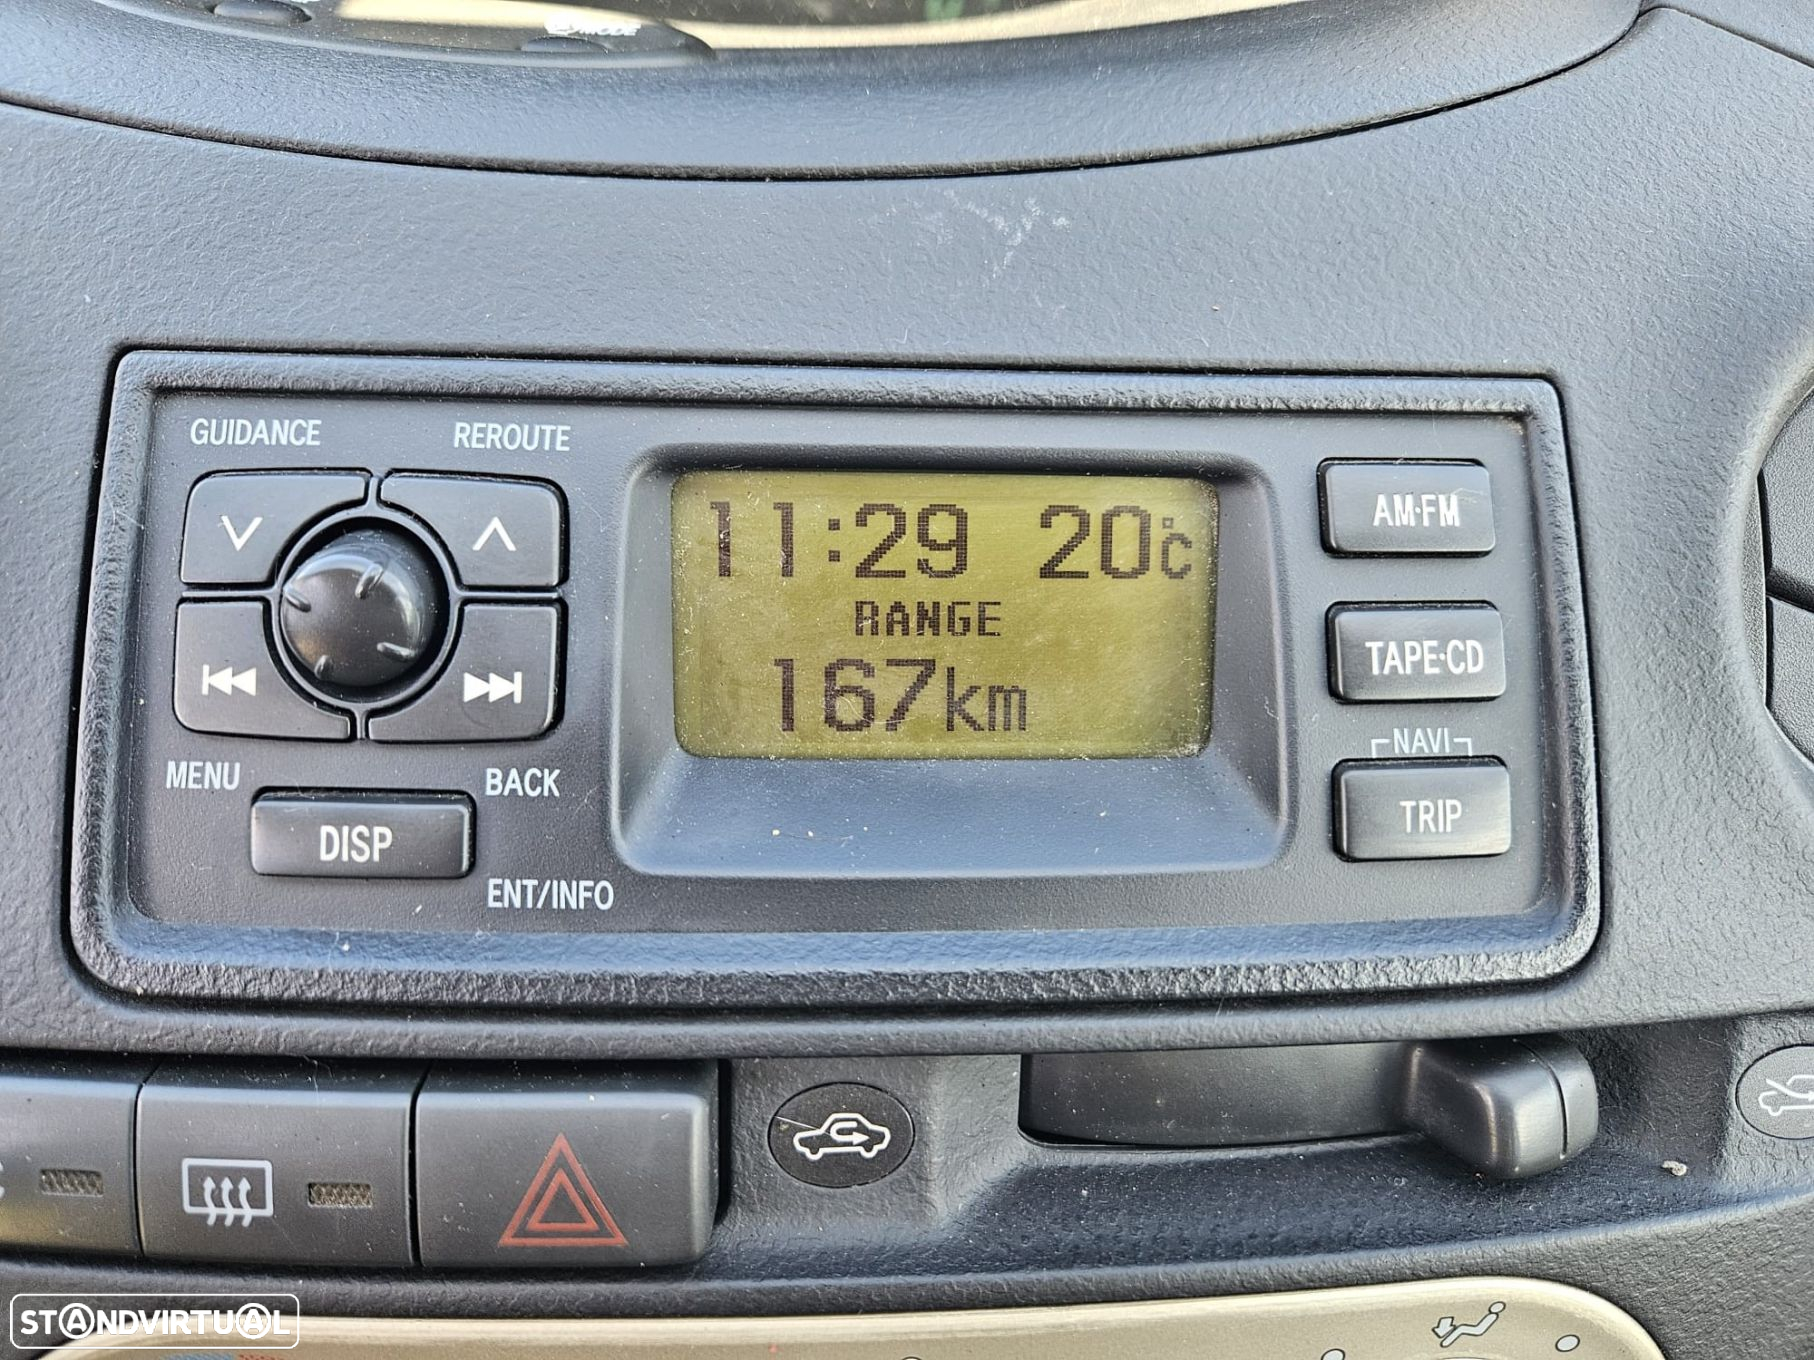 MODE
GUIDANCE REROUTE
11:29 20°C
RANGE
167km
AM·FM
TAPE·CD
NAVI
TRIP
MENU BACK
DISP
ENT/INFO
STANDVIRTUAL